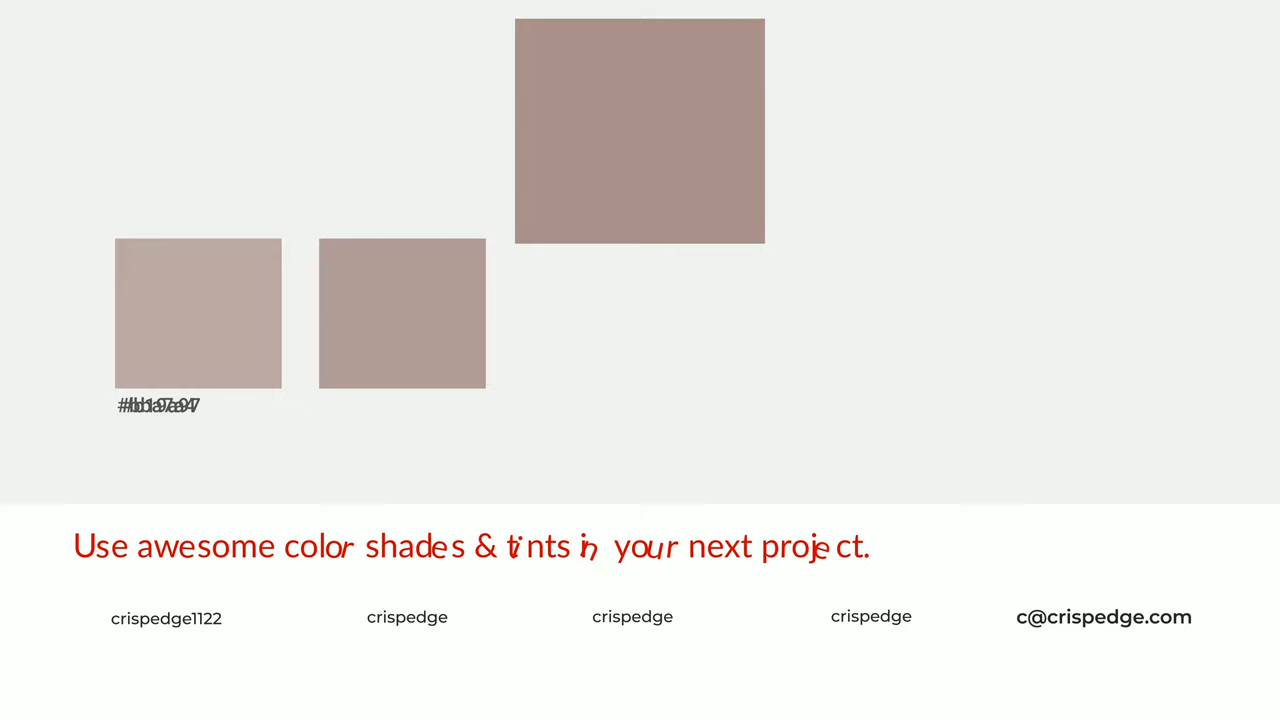 Use awesome color shades & tints in your next project.
crispedge1122 crispedge crispedge crispedge c@crispedge.com